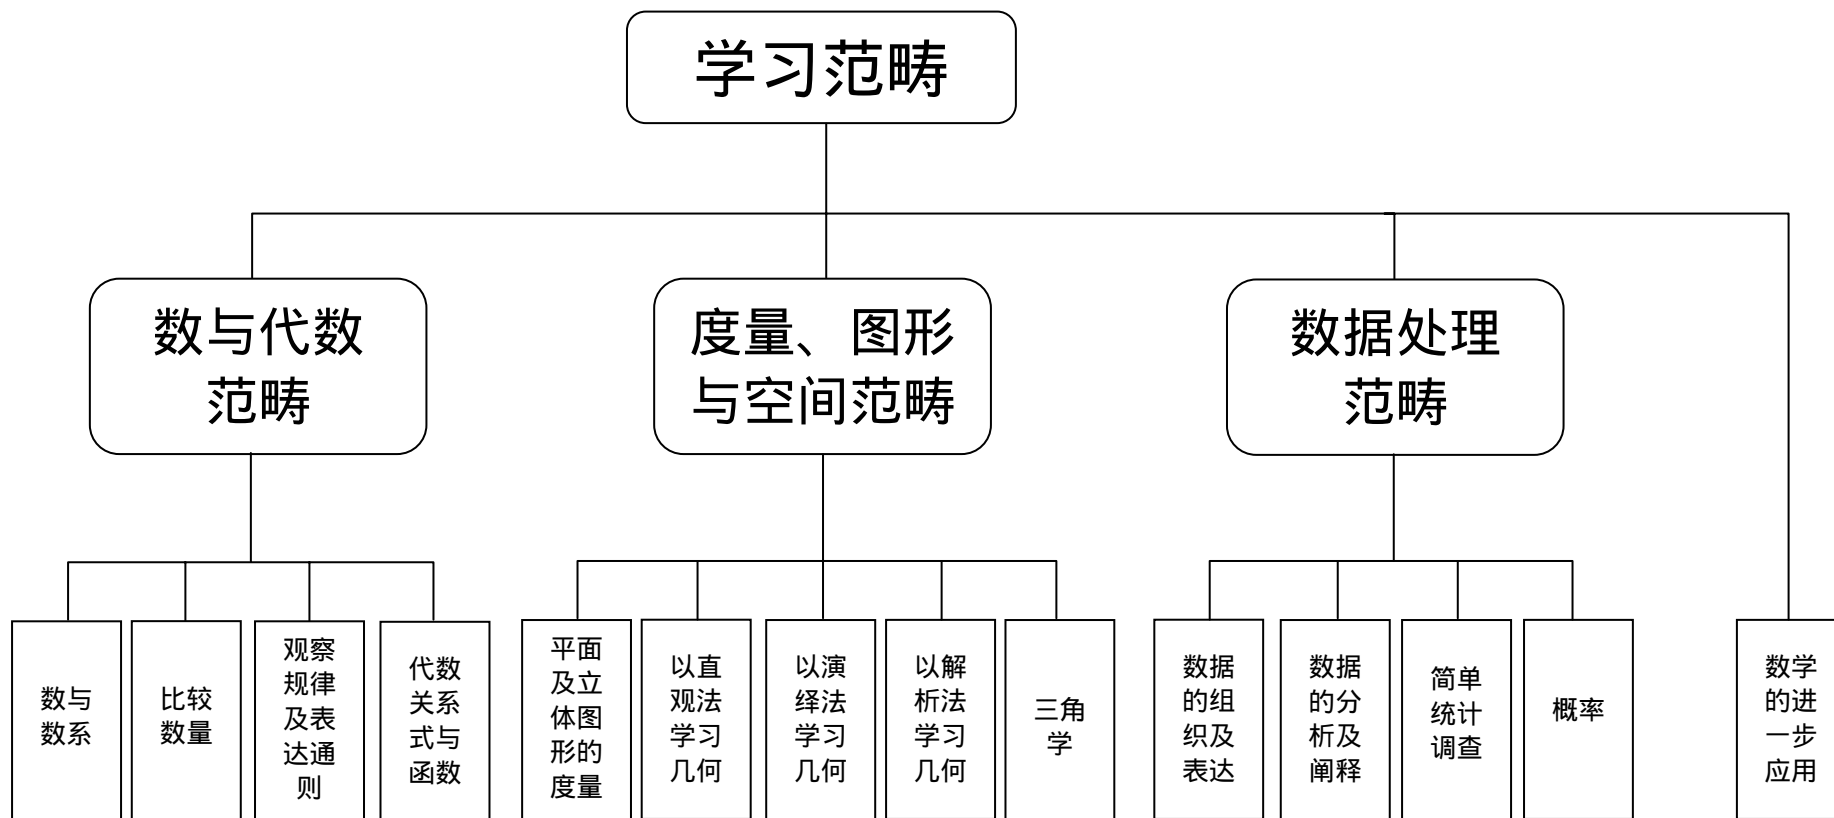 学习范畴
数与代数
范畴
度量、图形
与空间范畴
数据处理
范畴
数与
数系
比较
数量
观察
规律
及表
达通
则
代数
关系
式与
函数
平面
及立
体图
形的
度量
以直
观法
学习
几何
以演
绎法
学习
几何
以解
析法
学习
几何
三角
学
数据
的组
织及
表达
数据
的分
析及
阐释
简单
统计
调查
概率
数学
的进
一步
应用